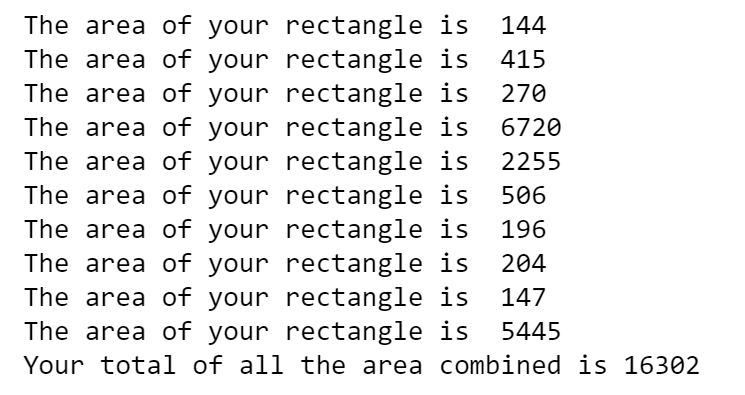 The area of your rectangle is  144
The area of your rectangle is  415
The area of your rectangle is  270
The area of your rectangle is  6720
The area of your rectangle is  2255
The area of your rectangle is  506
The area of your rectangle is  196
The area of your rectangle is  204
The area of your rectangle is  147
The area of your rectangle is  5445
Your total of all the area combined is 16302